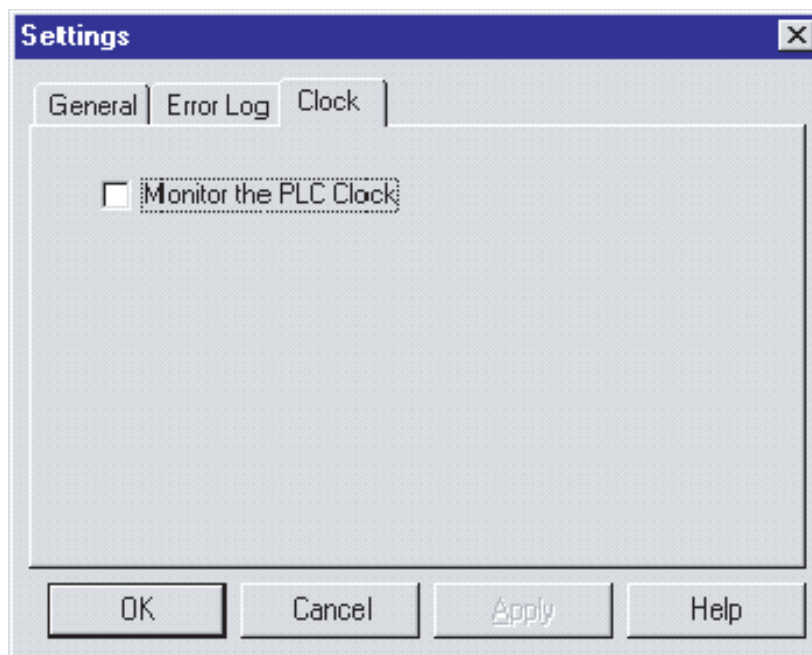 Settings
General Error Log Clock
Monitor the PLC Clock
OK Cancel Apply Help